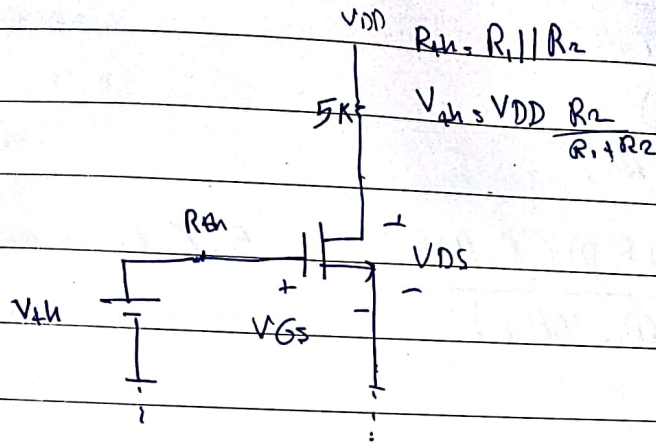 VDD
Rth = R1 || R2
5K
Vth = VDD R2
R1 + R2
Rth
+
VDS
Vth
+
-
VGS
-